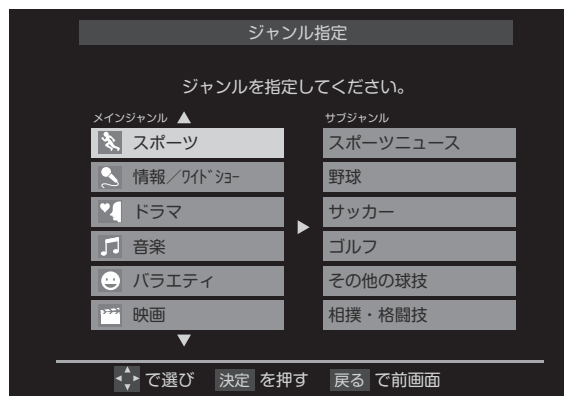 ジャンル指定
ジャンルを指定してください。
メインジャンル
スポーツ
情報／ワイドショー
ドラマ
音楽
バラエティ
映画
サブジャンル
スポーツニュース
野球
サッカー
ゴルフ
その他の球技
相撲・格闘技
で選び 決定 を押す 戻る で前画面